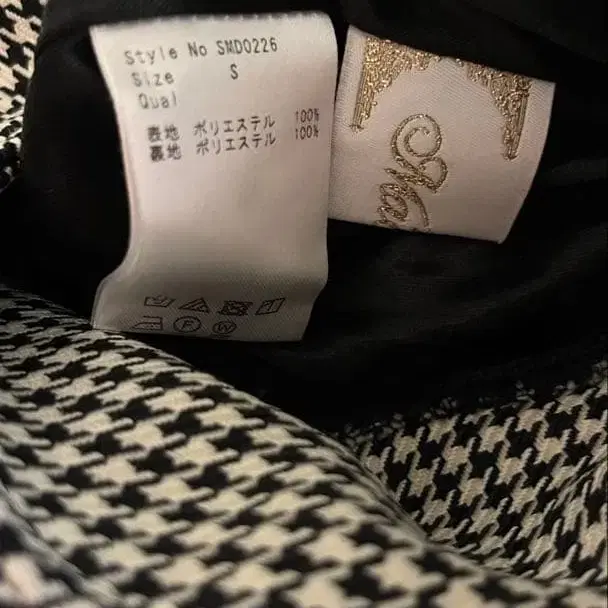 Style No SMD0226
Size S
Qual
表地 ポリエステル 100%
裏地 ポリエステル 100%
F W